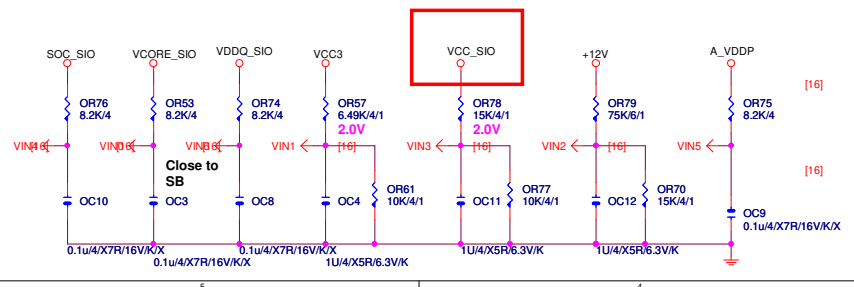 SOC_SIO
VCORE_SIO
VDDQ_SIO
VCC3
VCC_SIO
+12V
A_VDDP
[16]
OR76
8.2K/4
OR53
8.2K/4
OR74
8.2K/4
OR57
6.49K/4/1
2.0V
OR78
15K/4/1
2.0V
OR79
75K/6/1
OR75
8.2K/4
VIN1
[16]
VIN3
[16]
VIN2
[16]
VIN5
Close to
SB
[16]
OC10
OC3
OC8
OC4
OR61
10K/4/1
OC11
OR77
10K/4/1
OC12
OR70
15K/4/1
OC9
0.1u/4/X7R/16V/K/X
0.1u/4/X7R/16V/K/X
0.1u/4/X7R/16V/K/X
0.1u/4/X7R/16V/K/X
1U/4/X5R/6.3V/K
1U/4/X5R/6.3V/K
1U/4/X5R/6.3V/K